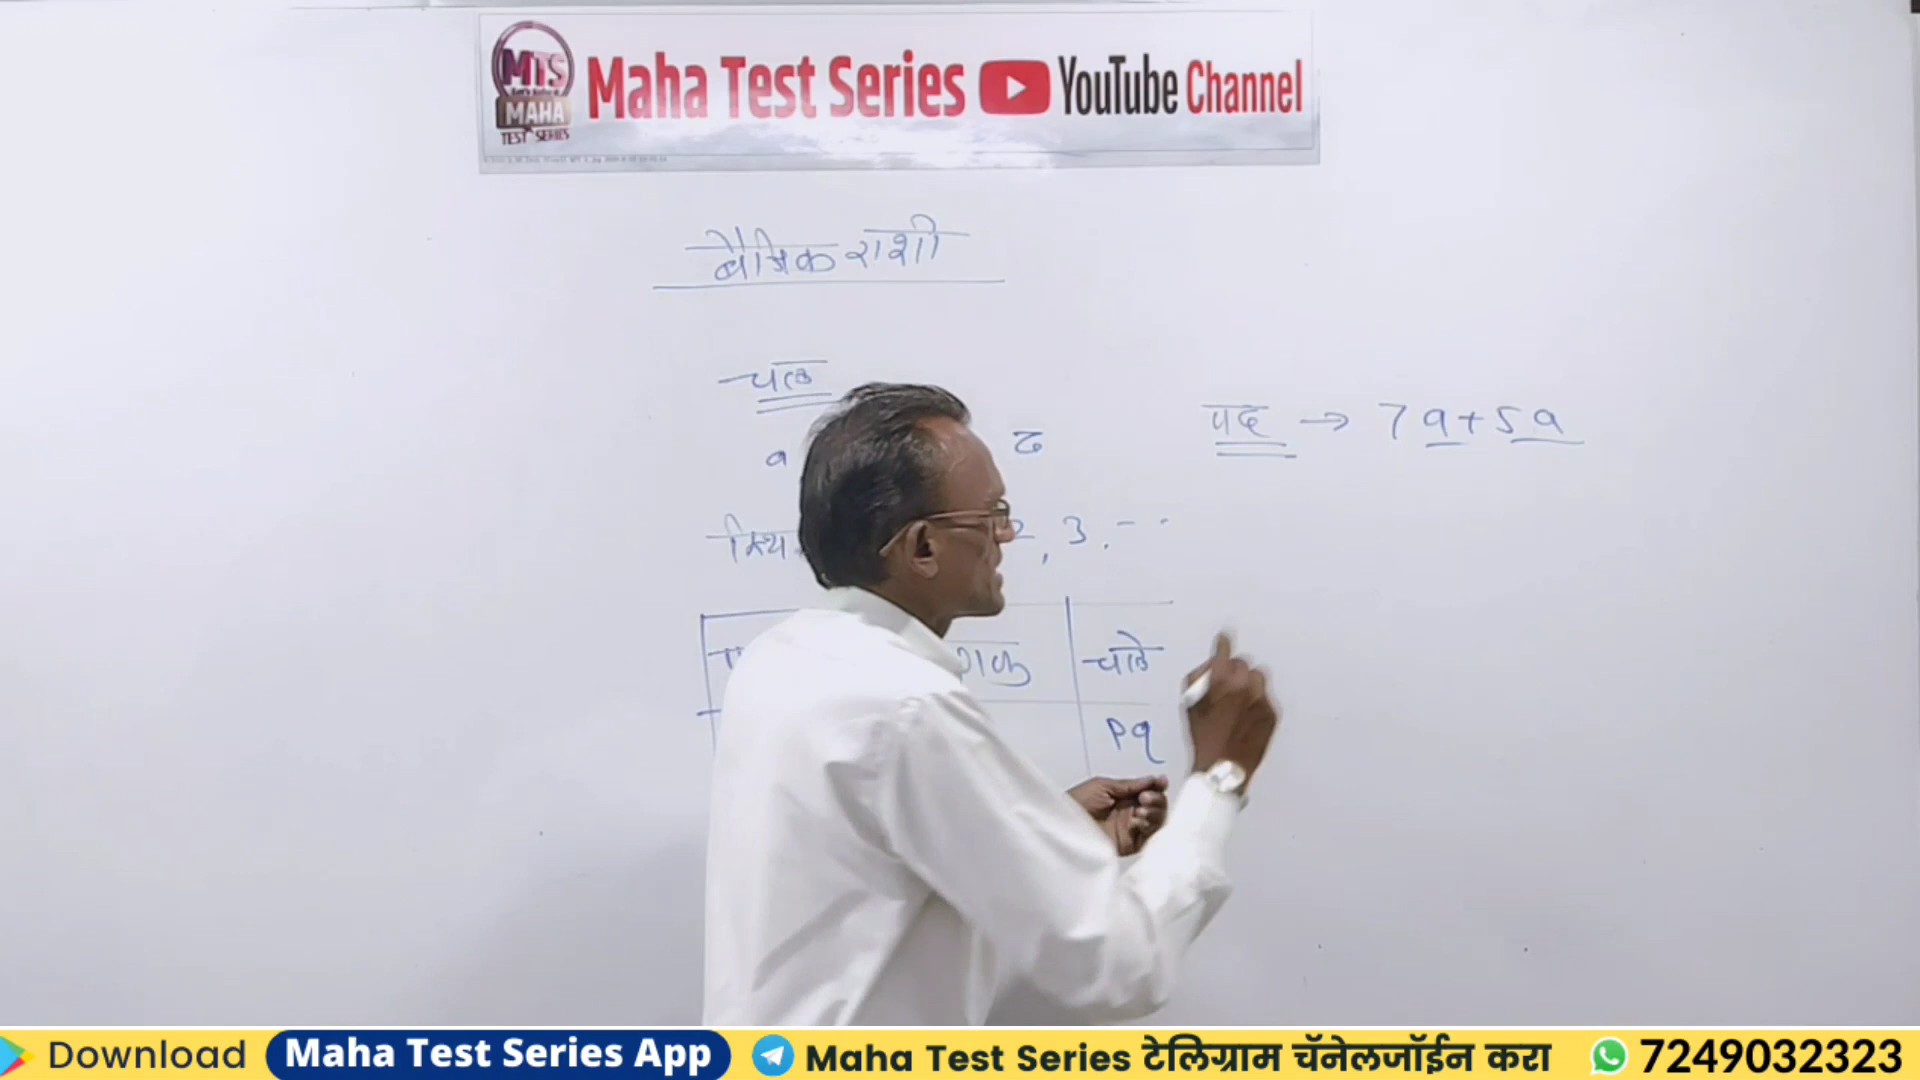 MTS
MAHA
TEST SERIES
Maha Test Series YouTube Channel
बैजिक राशी
चल
a
पद → 7a+5a
, 3, - -
चले
pq
Download Maha Test Series App Maha Test Series टेलिग्राम चॅनेलजॉईन करा 7249032323